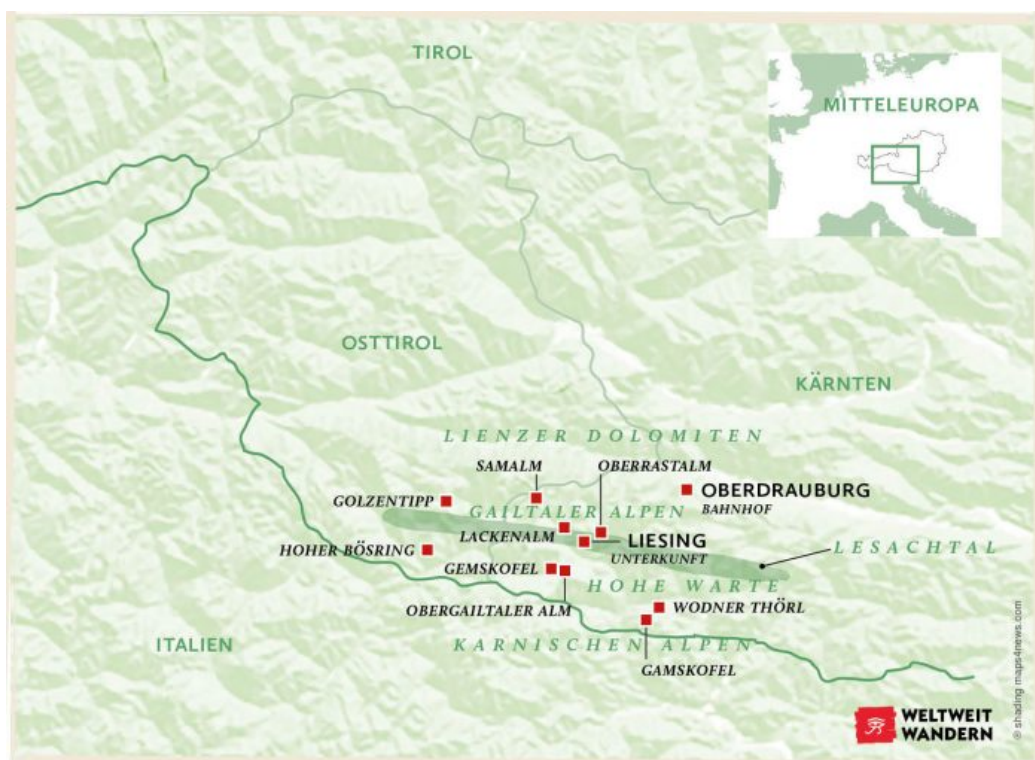 TIROL
MITTELEUROPA
OSTTIROL
KÄRNTEN
LIENZER DOLOMITEN
SAMALM
OBERRASTALM
GOLZENTIPP
OBERDRAUBURG
BAHNHOF
GAILTALER ALPEN
LACKENALM
LIESING
UNTERKUNFT
HOHER BÖSRING
LESACHTAL
GEMSKOFEL
HOHE WARTE
OBERGAILTALER ALM
WODNER THÖRL
ITALIEN
KARNISCHEN ALPEN
GAMSKOFEL
WELTWEIT
WANDERN
© shading maps4news.com